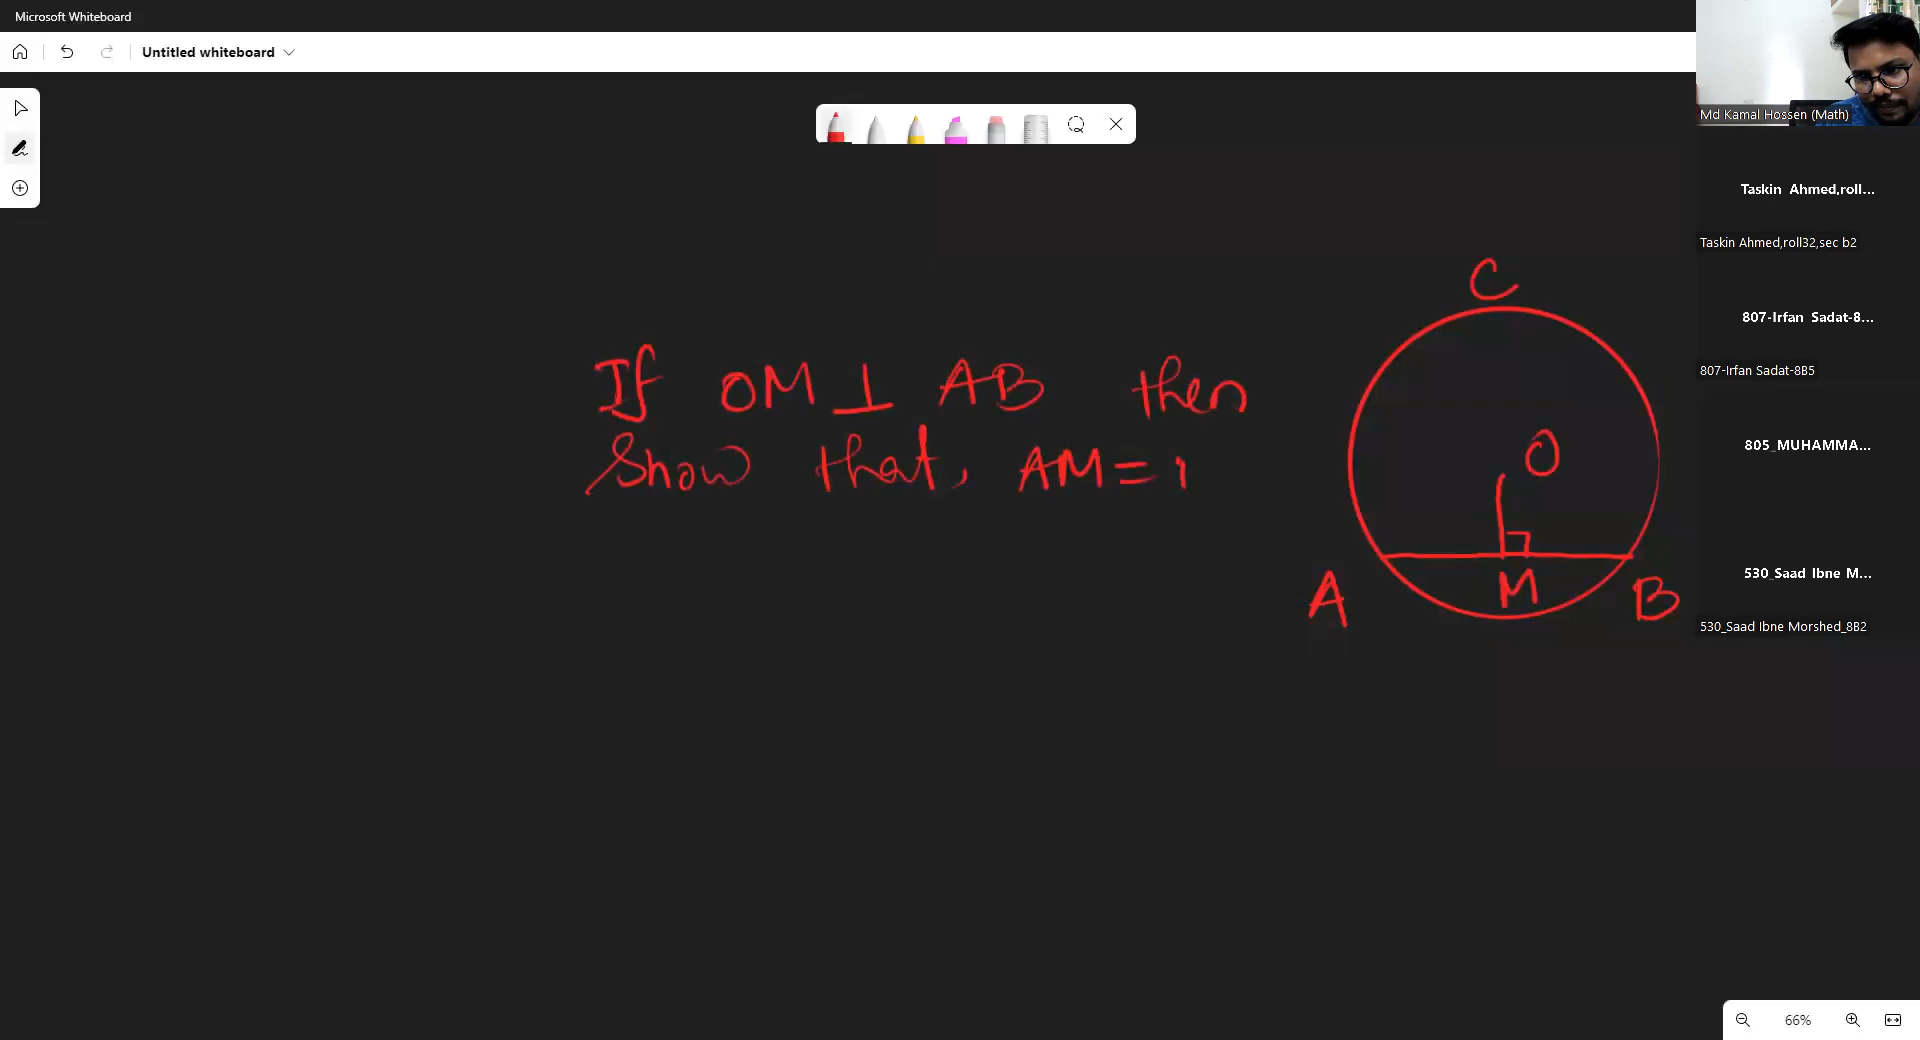 Microsoft Whiteboard
Untitled whiteboard
Md Kamal Hossen (Math)
Taskin Ahmed,roll...
Taskin Ahmed,roll32,sec b2
807-Irfan Sadat-8...
807-Irfan Sadat-8B5
805_MUHAMMA...
530_Saad Ibne M...
530_Saad Ibne Morshed_8B2
If OM ⊥ AB then
Show that, AM =
C
O
A
M
B
66%